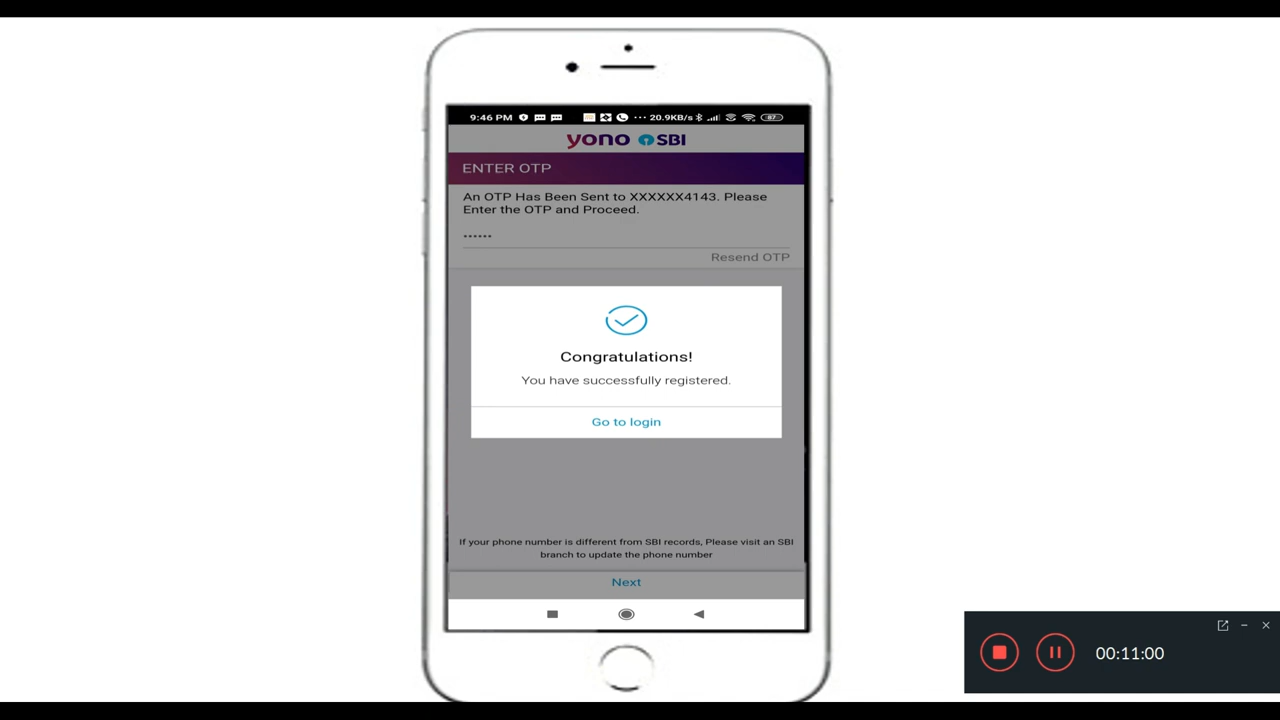 9:46 PM
20.9KB/s
87
yono SBI
ENTER OTP
An OTP Has Been Sent to XXXXXX4143. Please
Enter the OTP and Proceed.
••••••
Resend OTP
Congratulations!
You have successfully registered.
Go to login
If your phone number is different from SBI records, Please visit an SBI
branch to update the phone number
Next
00:11:00